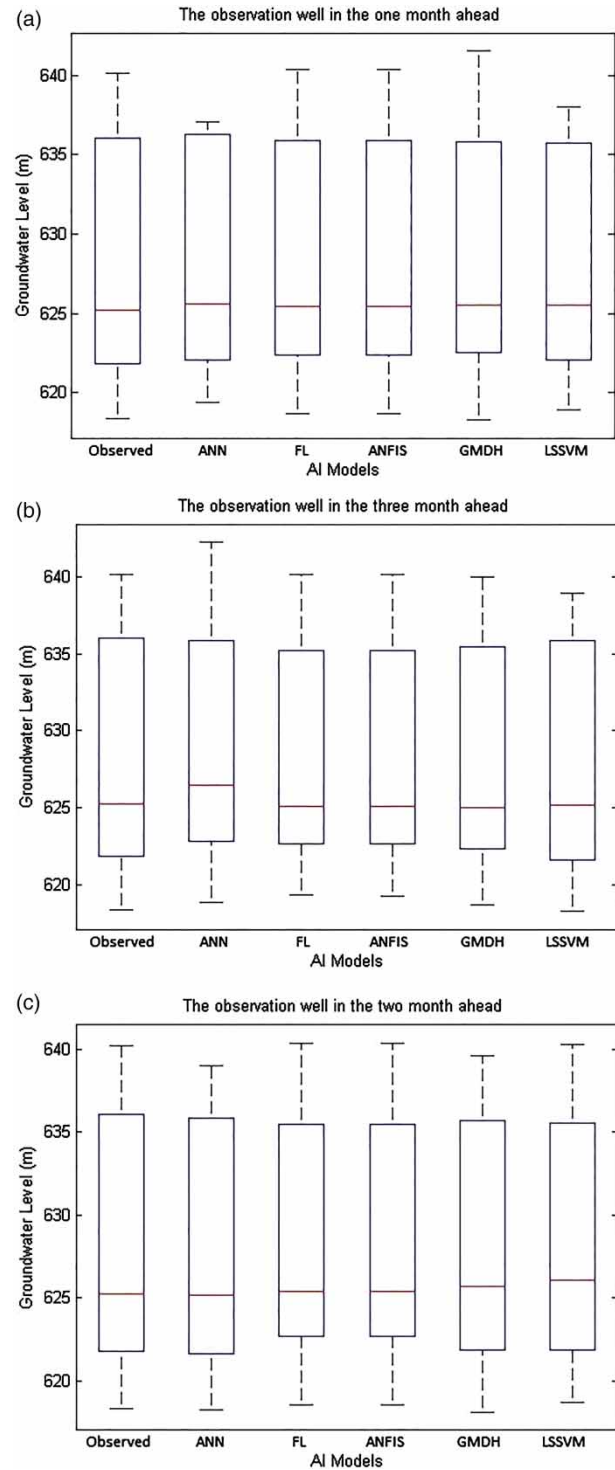 (a)
The observation well in the one month ahead
Groundwater Level (m)
640
635
630
625
620
Observed ANN FL ANFIS GMDH LSSVM
AI Models
(b)
The observation well in the three month ahead
Groundwater Level (m)
640
635
630
625
620
Observed ANN FL ANFIS GMDH LSSVM
AI Models
(c)
The observation well in the two month ahead
Groundwater Level (m)
640
635
630
625
620
Observed ANN FL ANFIS GMDH LSSVM
AI Models